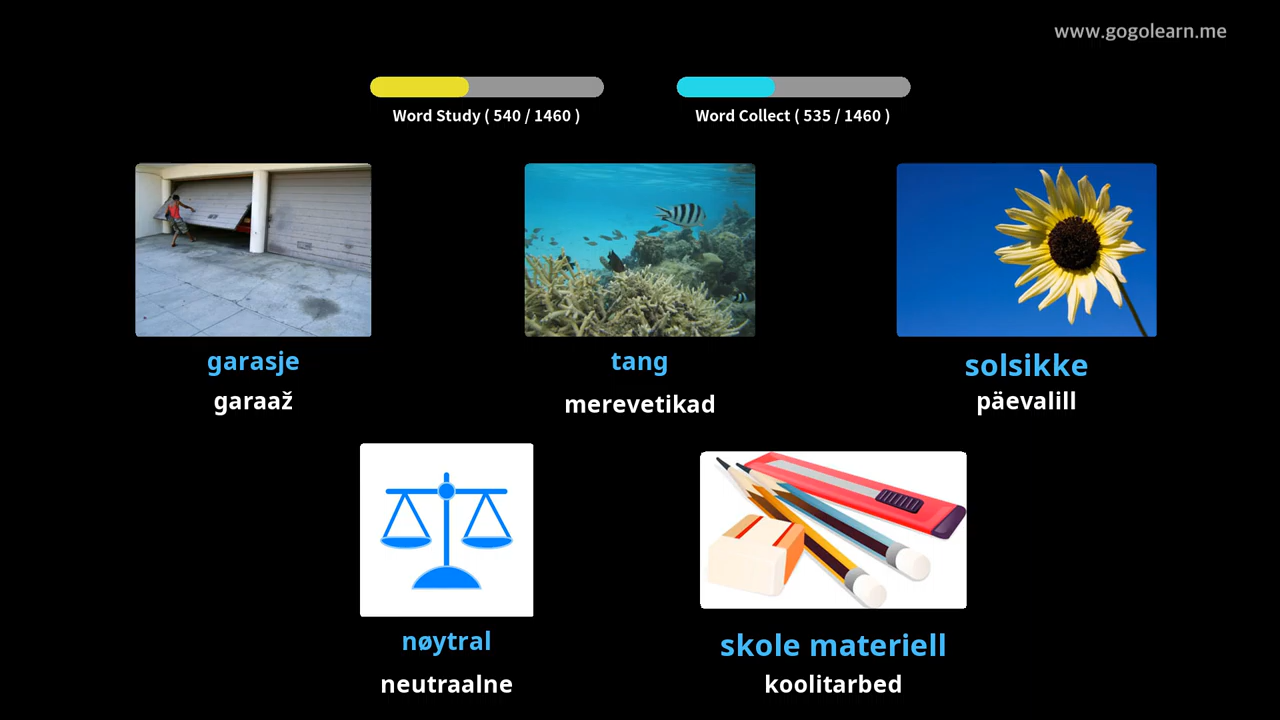 www.gogolearn.me
Word Study ( 540 / 1460 )
Word Collect ( 535 / 1460 )
garasje
tang
solsikke
garaaž
merevetikad
päevalill
nøytral
skole materiell
neutraalne
koolitarbed